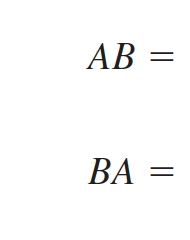 AB =
BA =